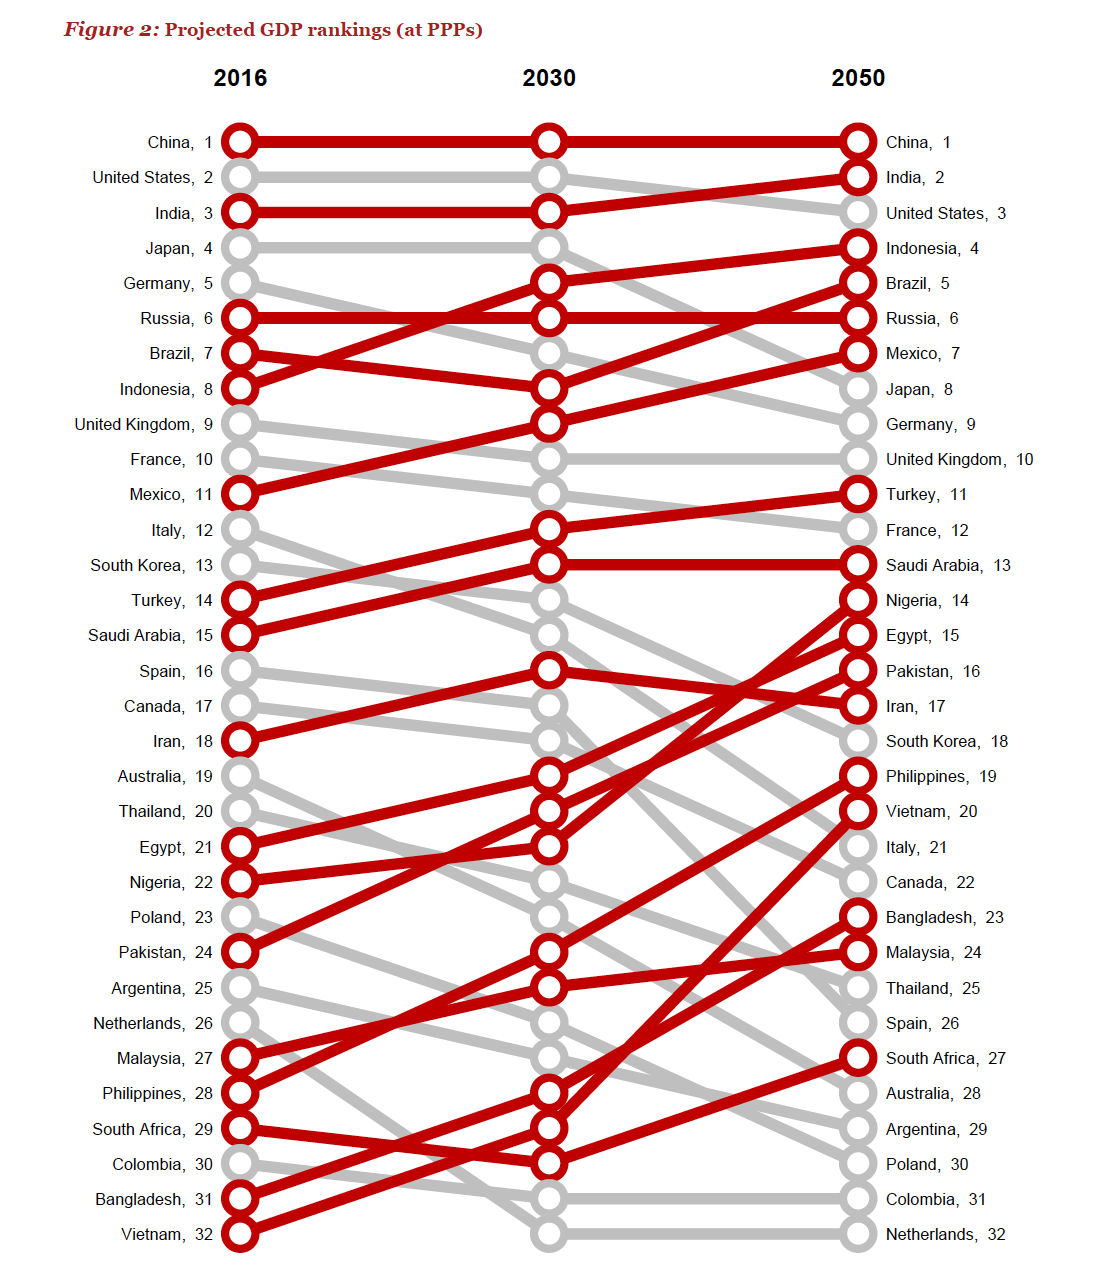 Figure 2: Projected GDP rankings (at PPPs)
2016 2030 2050
China, 1 China, 1
United States, 2 India, 2
India, 3 United States, 3
Japan, 4 Indonesia, 4
Germany, 5 Brazil, 5
Russia, 6 Russia, 6
Brazil, 7 Mexico, 7
Indonesia, 8 Japan, 8
United Kingdom, 9 Germany, 9
France, 10 United Kingdom, 10
Mexico, 11 Turkey, 11
Italy, 12 France, 12
South Korea, 13 Saudi Arabia, 13
Turkey, 14 Nigeria, 14
Saudi Arabia, 15 Egypt, 15
Spain, 16 Pakistan, 16
Canada, 17 Iran, 17
Iran, 18 South Korea, 18
Australia, 19 Philippines, 19
Thailand, 20 Vietnam, 20
Egypt, 21 Italy, 21
Nigeria, 22 Canada, 22
Poland, 23 Bangladesh, 23
Pakistan, 24 Malaysia, 24
Argentina, 25 Thailand, 25
Netherlands, 26 Spain, 26
Malaysia, 27 South Africa, 27
Philippines, 28 Australia, 28
South Africa, 29 Argentina, 29
Colombia, 30 Poland, 30
Bangladesh, 31 Colombia, 31
Vietnam, 32 Netherlands, 32